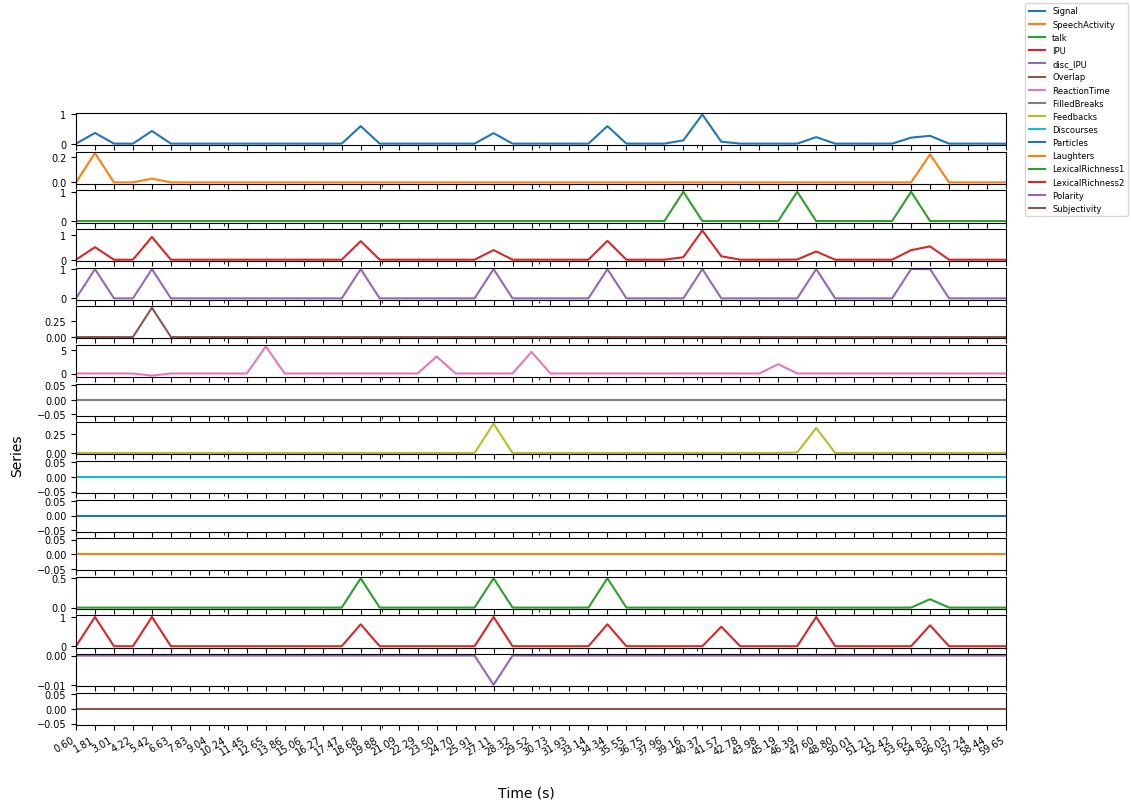 Signal
SpeechActivity
talk
IPU
disc_IPU
Overlap
ReactionTime
FilledBreaks
Feedbacks
Discourses
Particles
Laughters
LexicalRichness1
LexicalRichness2
Polarity
Subjectivity
1
0
0.2
0.0
1
0
1
0
1
0
0.25
0.00
5
0
0.05
0.00
−0.05
0.25
0.00
0.05
0.00
−0.05
0.05
0.00
−0.05
0.05
0.00
−0.05
0.5
0.0
1
0
0.00
−0.01
0.05
0.00
−0.05
Series
0.60 1.81 3.01 4.22 5.42 6.63 7.83 9.04 10.24 11.45 12.65 13.86 15.06 16.27 17.47 18.68 19.88 21.09 22.29 23.50 24.70 25.91 27.11 28.32 29.52 30.73 31.93 33.14 34.34 35.55 36.75 37.96 39.16 40.37 41.57 42.78 43.98 45.19 46.39 47.60 48.80 50.01 51.21 52.42 53.62 54.83 56.03 57.24 58.44 59.65
Time (s)